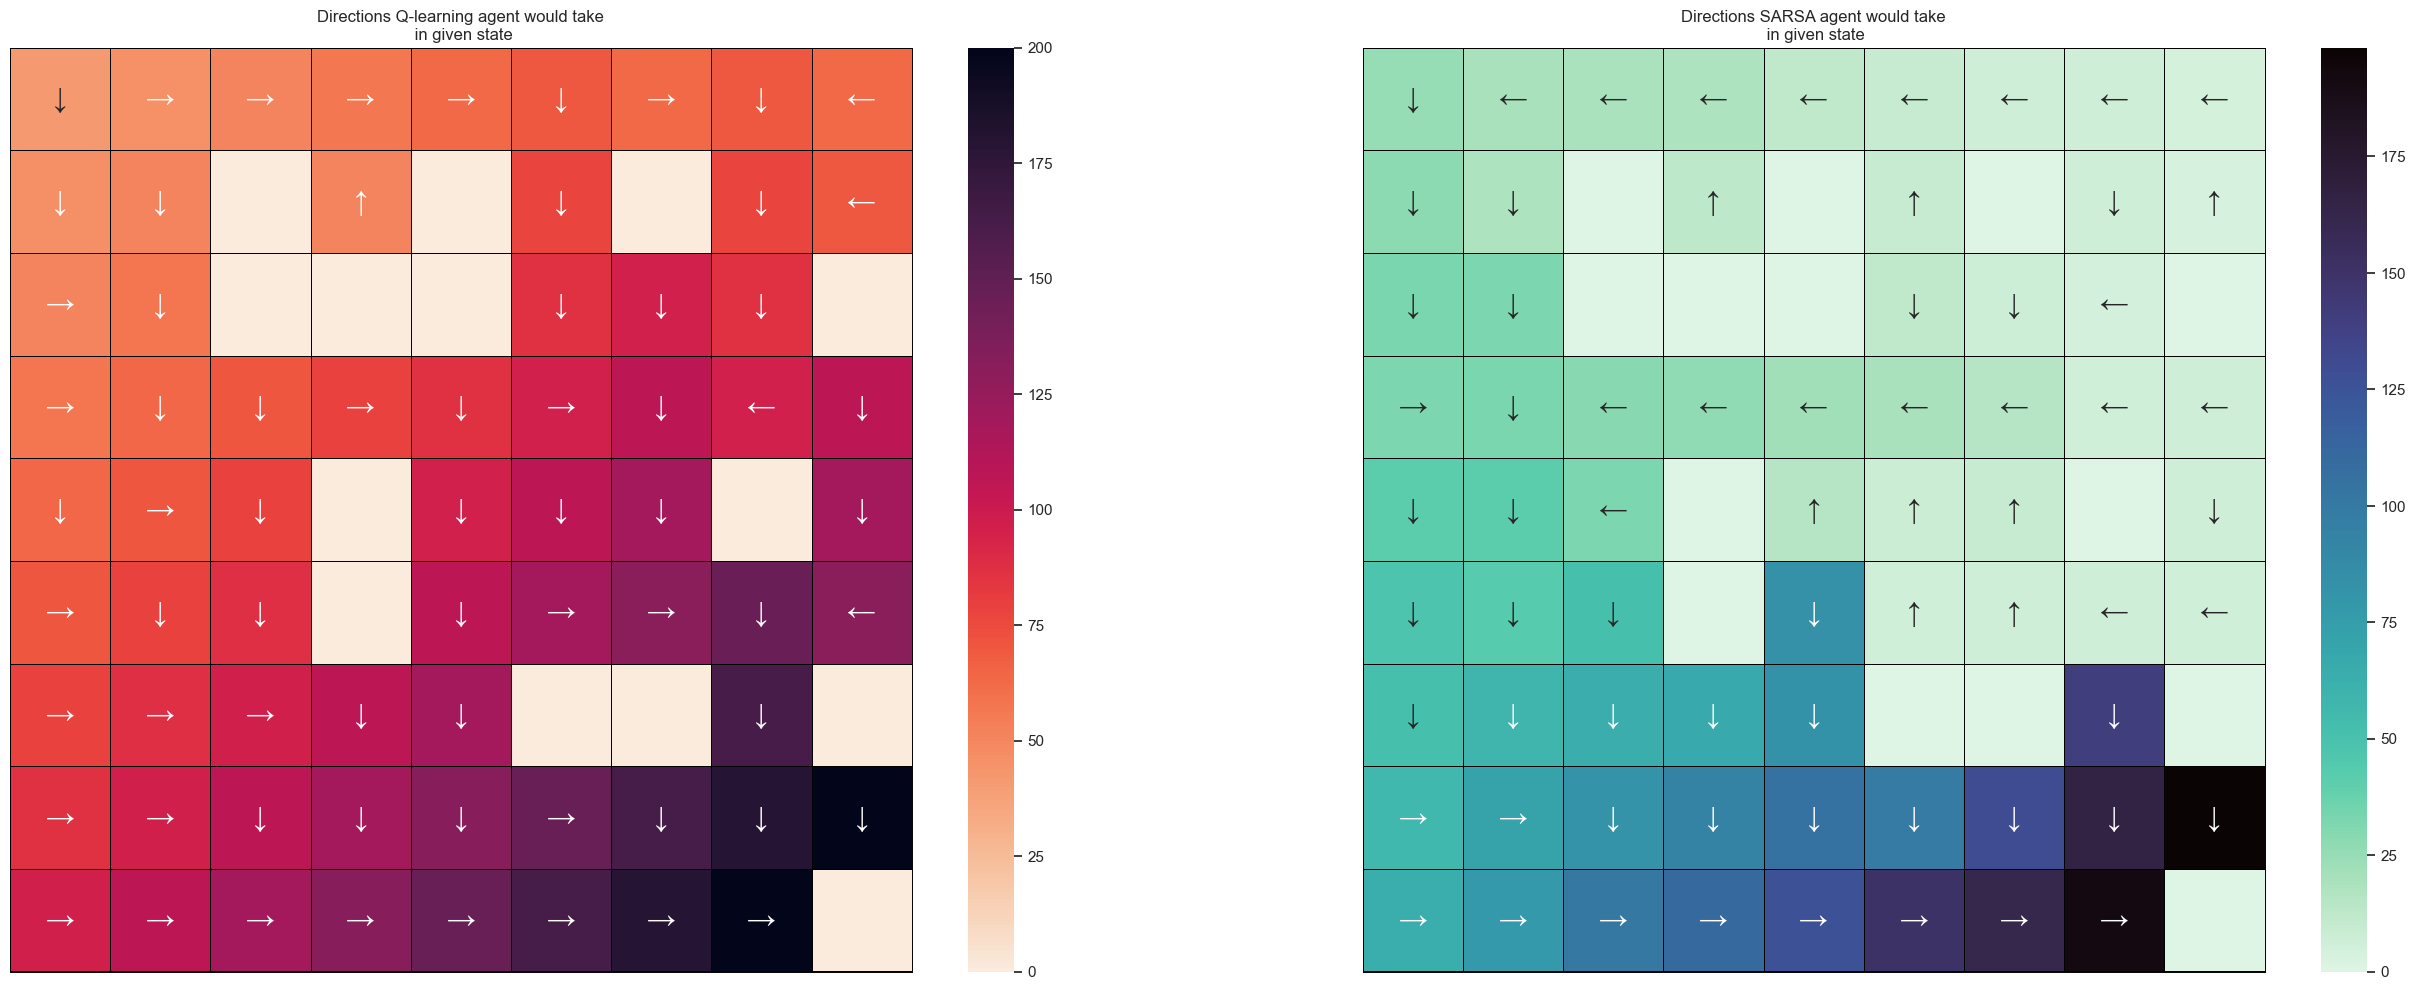 Directions Q-learning agent would take
in given state
↓ → → → → ↓ → ↓ ←
↓ ↓ ↑ ↓ ↓ ←
→ ↓ ↓ ↓ ↓
→ ↓ ↓ → ↓ → ↓ ← ↓
↓ → ↓ ↓ ↓ ↓ ↓
→ ↓ ↓ ↓ → → ↓ ←
→ → → ↓ ↓ ↓
→ → ↓ ↓ ↓ → ↓ ↓ ↓
→ → → → → → → →
200
175
150
125
100
75
50
25
0
Directions SARSA agent would take
in given state
↓ ← ← ← ← ← ← ← ←
↓ ↓ ↑ ↑ ↓ ↑
↓ ↓ ↓ ↓ ←
→ ↓ ← ← ← ← ← ← ←
↓ ↓ ← ↑ ↑ ↑ ↓
↓ ↓ ↓ ↓ ↑ ↑ ← ←
↓ ↓ ↓ ↓ ↓ ↓
→ → ↓ ↓ ↓ ↓ ↓ ↓ ↓
→ → → → → → → →
175
150
125
100
75
50
25
0